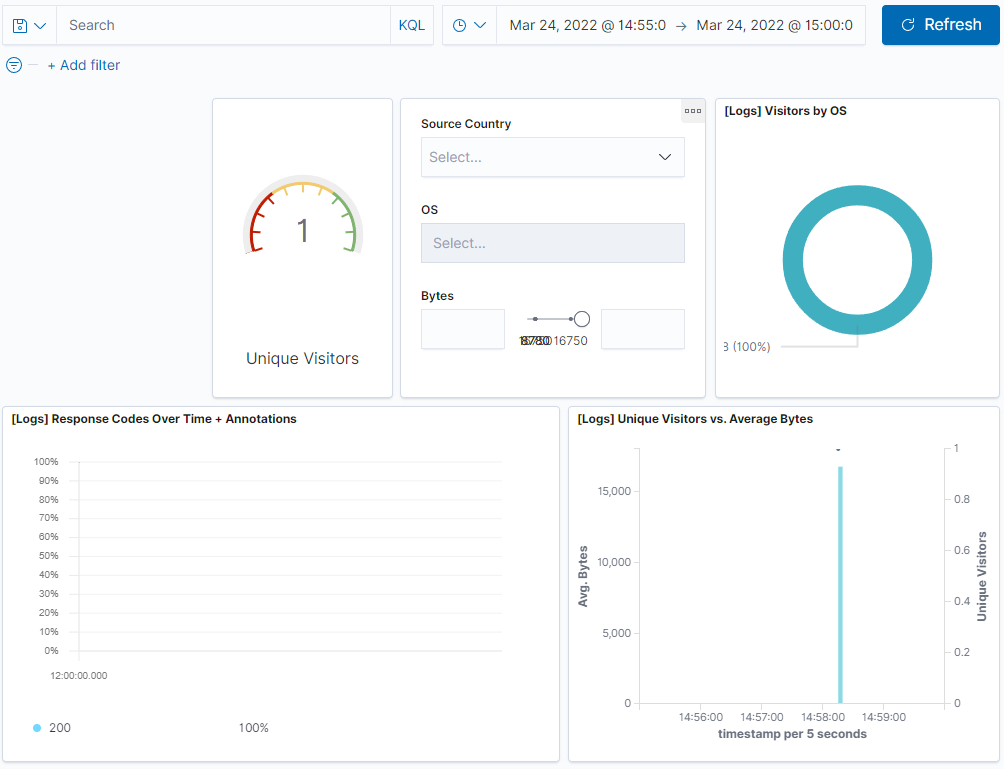 Search
KQL
Mar 24, 2022 @ 14:55:0 → Mar 24, 2022 @ 15:00:0
Refresh
+ Add filter
1
Unique Visitors
Source Country
Select...
OS
Select...
Bytes
16750
[Logs] Visitors by OS
(100%)
[Logs] Response Codes Over Time + Annotations
100%
90%
80%
70%
60%
50%
40%
30%
20%
10%
0%
12:00:00.000
200 100%
[Logs] Unique Visitors vs. Average Bytes
Avg. Bytes
15,000
10,000
5,000
0
1
0.8
0.6
0.4
0.2
0
Unique Visitors
14:56:00 14:57:00 14:58:00 14:59:00
timestamp per 5 seconds